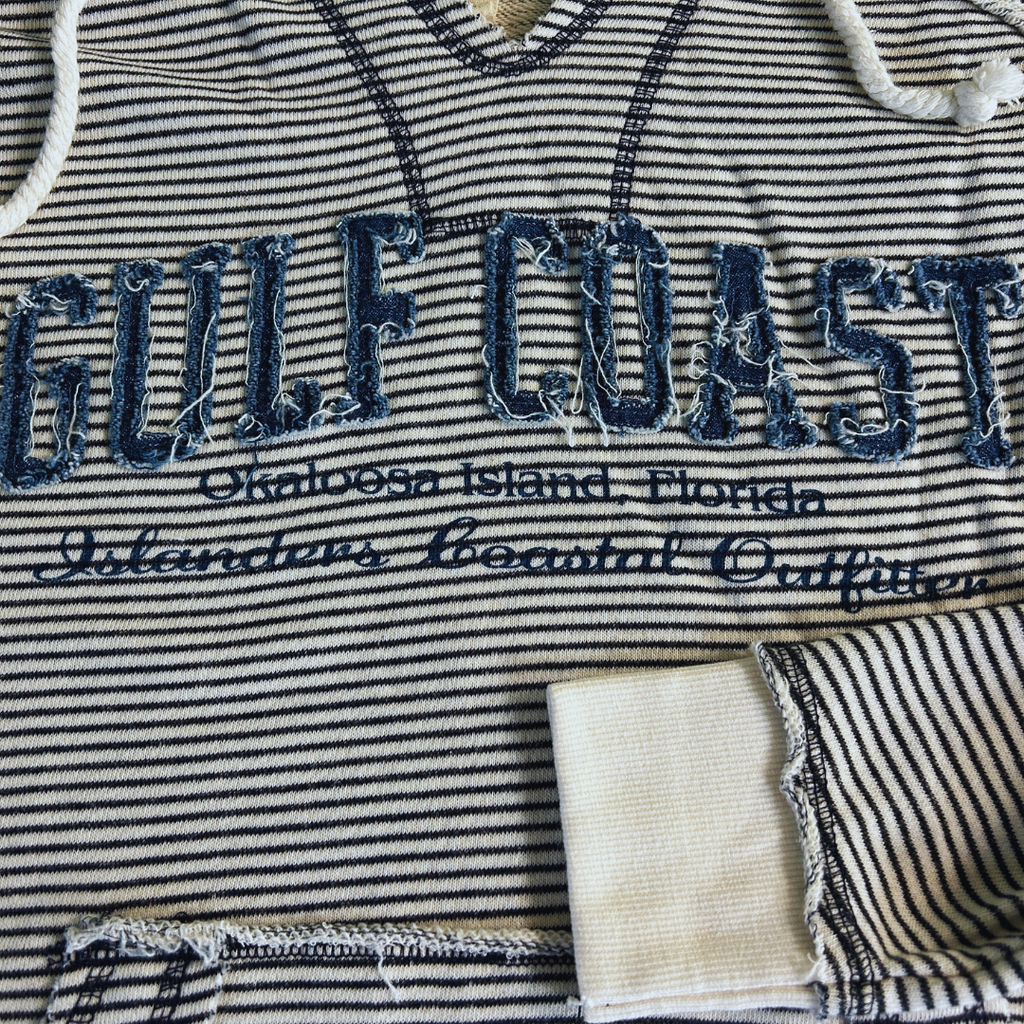 GULF COAST
Okaloosa Island, Florida
Islanders Coastal Outfitter